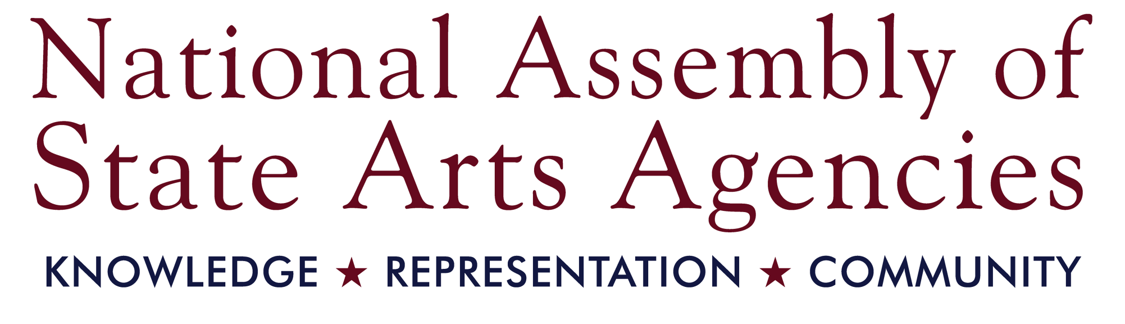 National Assembly of
State Arts Agencies
KNOWLEDGE ★ REPRESENTATION ★ COMMUNITY